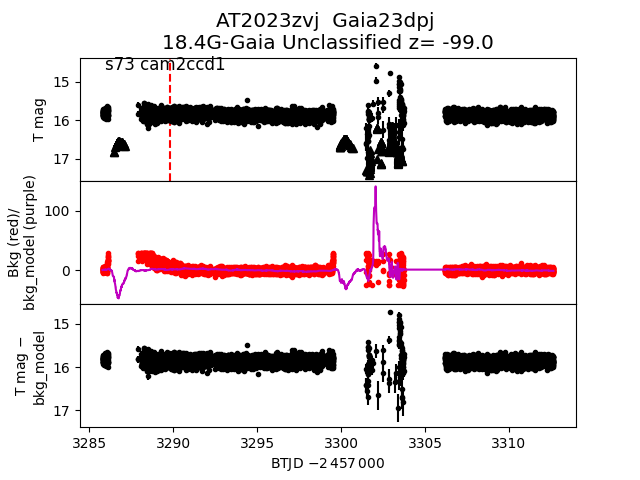 AT2023zvj  Gaia23dpj
18.4G-Gaia Unclassified z= -99.0
s73 cam2ccd1
15
16
17
T mag
100
0
Bkg (red)/
bkg_model (purple)
15
16
17
T mag −
bkg_model
3285 3290 3295 3300 3305 3310
BTJD −2 457 000